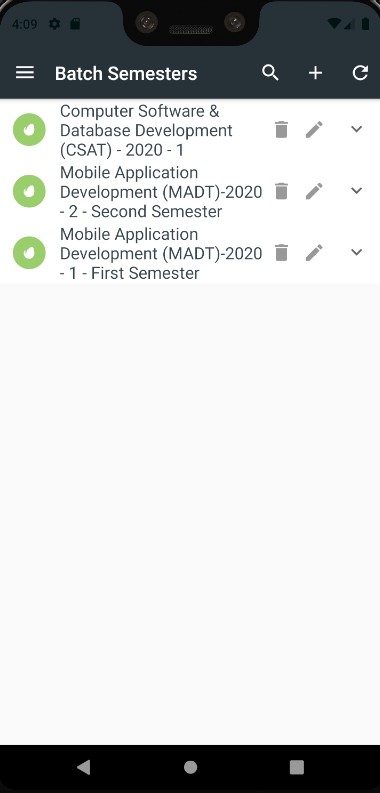 4:09
Batch Semesters
Computer Software &
Database Development
(CSAT) - 2020 - 1
Mobile Application
Development (MADT)-2020
- 2 - Second Semester
Mobile Application
Development (MADT)-2020
- 1 - First Semester